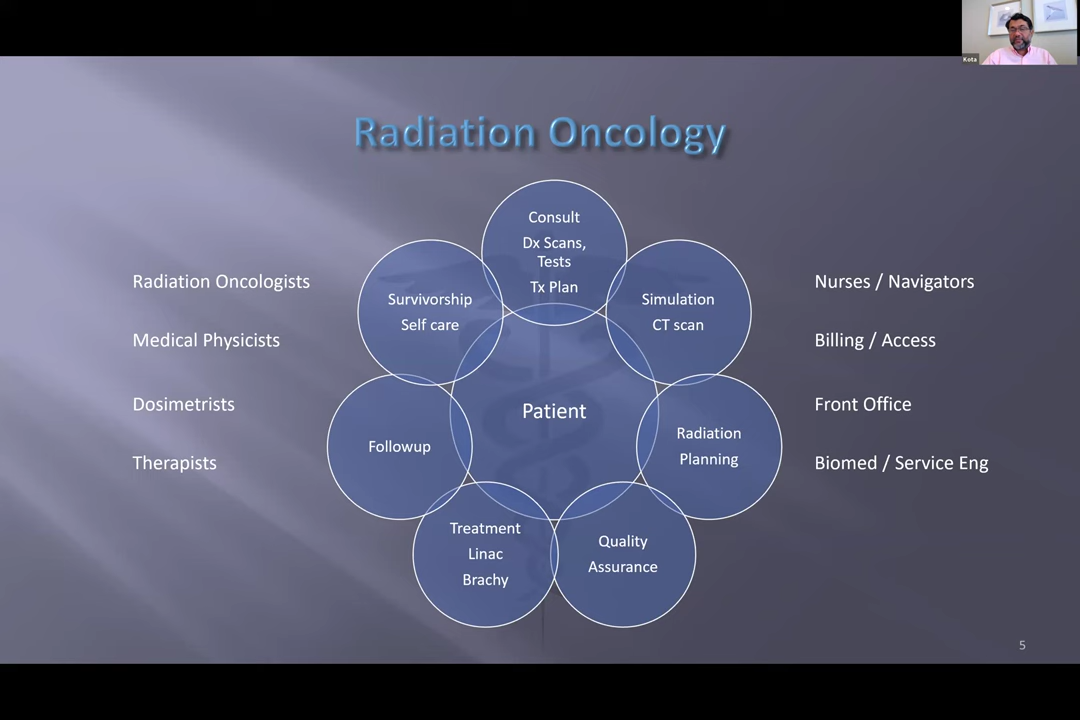 Kota
Radiation Oncology
Consult
Dx Scans,
Tests
Tx Plan
Simulation
CT scan
Radiation
Planning
Quality
Assurance
Treatment
Linac
Brachy
Followup
Survivorship
Self care
Patient
Radiation Oncologists
Medical Physicists
Dosimetrists
Therapists
Nurses / Navigators
Billing / Access
Front Office
Biomed / Service Eng
5